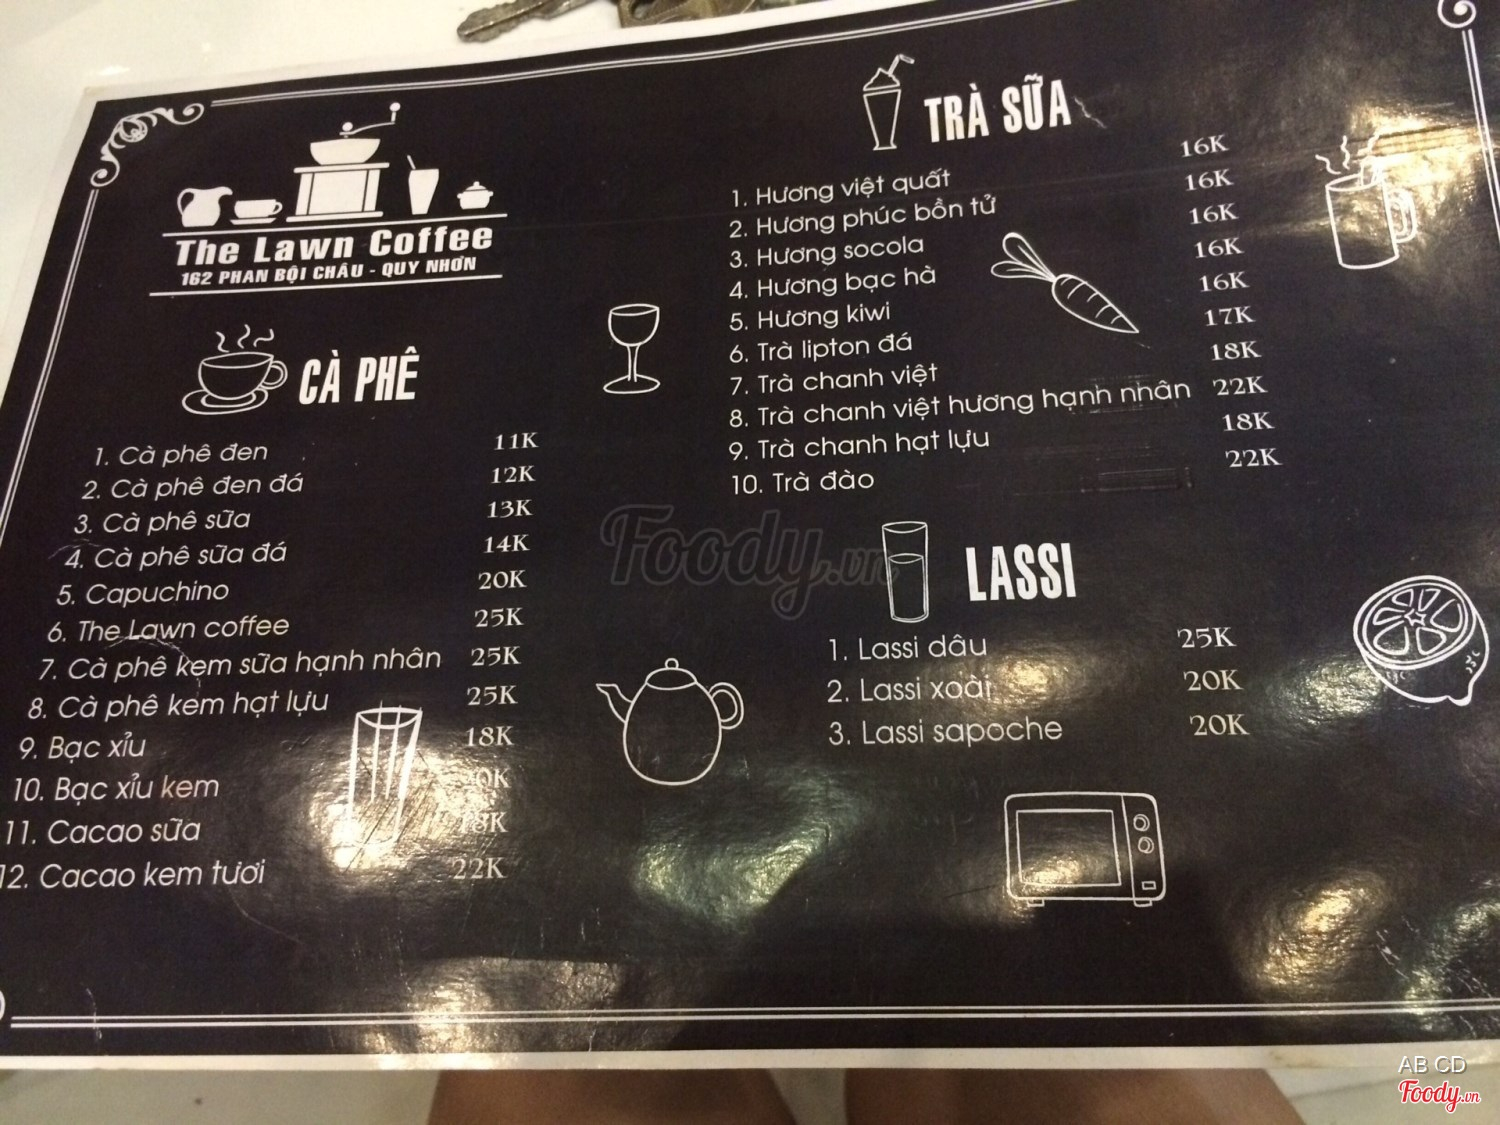 The Lawn Coffee
162 PHAN BỘI CHÂU - QUY NHƠN
CÀ PHÊ
1. Cà phê đen 11K
2. Cà phê đen đá 12K
3. Cà phê sữa 13K
4. Cà phê sữa đá 14K
5. Capuchino 20K
6. The Lawn coffee 25K
7. Cà phê kem sữa hạnh nhân 25K
8. Cà phê kem hạt lựu 25K
9. Bạc xỉu 18K
10. Bạc xỉu kem
11. Cacao sữa 18K
12. Cacao kem tươi 22K
TRÀ SỮA
1. Hương việt quất 16K
2. Hương phúc bồn tử 16K
3. Hương socola 16K
4. Hương bạc hà 16K
5. Hương kiwi 16K
6. Trà lipton đá 17K
7. Trà chanh việt 18K
8. Trà chanh việt hương hạnh nhân 22K
9. Trà chanh hạt lựu 18K
10. Trà đào 22K
LASSI
1. Lassi dâu 25K
2. Lassi xoài 20K
3. Lassi sapoche 20K
Foody.vn
AB CD
Foody.vn